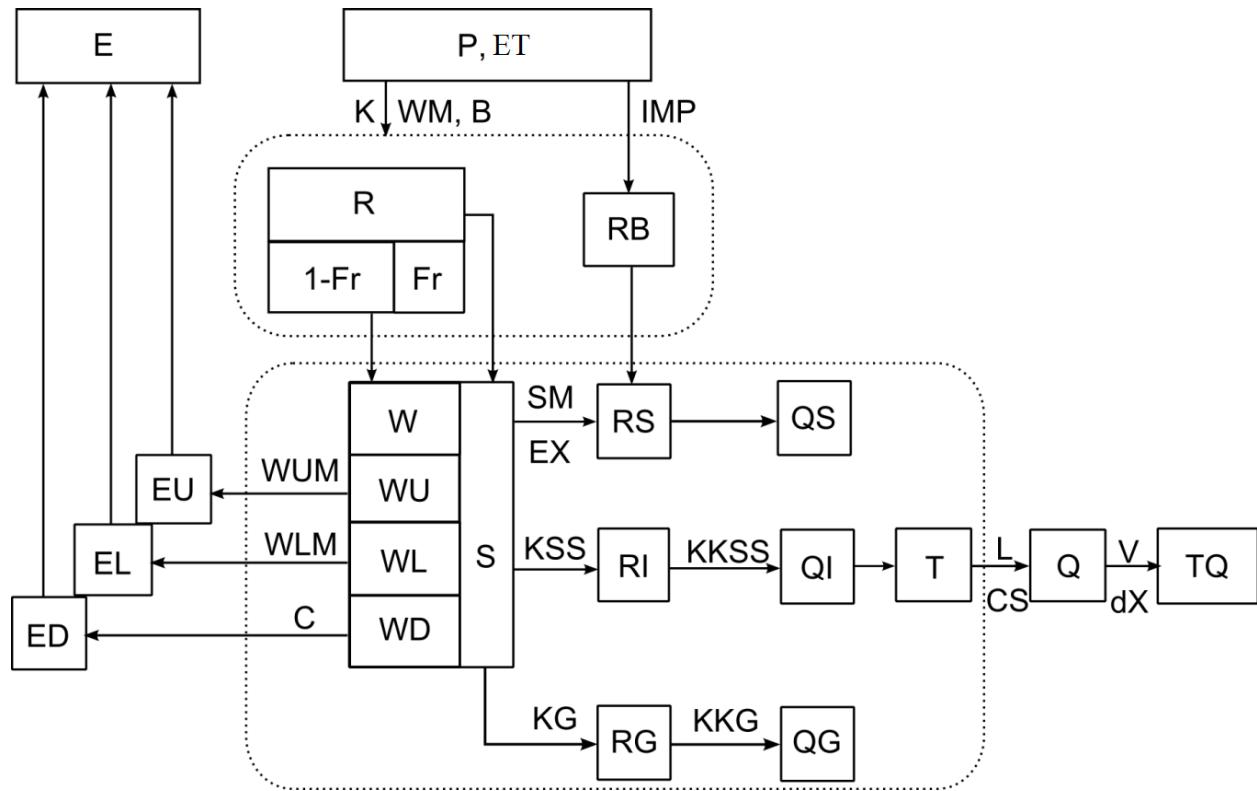 E
P, ET
K
WM, B
IMP
R
RB
1-Fr
Fr
W
SM
RS
QS
EX
WUM
EU
WU
WLM
EL
WL
S
KSS
RI
KKSS
QI
T
L
CS
Q
V
dX
TQ
C
ED
WD
KG
RG
KKG
QG